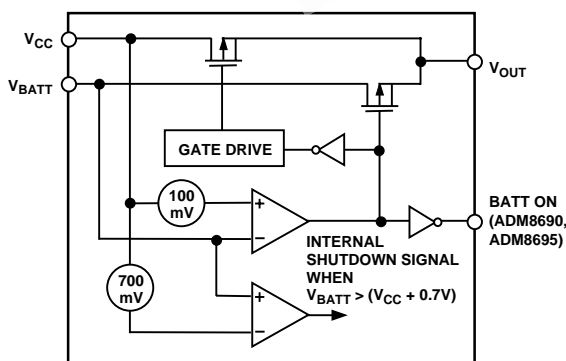 VCC
VBATT
VOUT
GATE DRIVE
100
mV
+
−
BATT ON
(ADM8690,
ADM8695)
INTERNAL
SHUTDOWN SIGNAL
WHEN
VBATT > (VCC + 0.7V)
700
mV
+
−